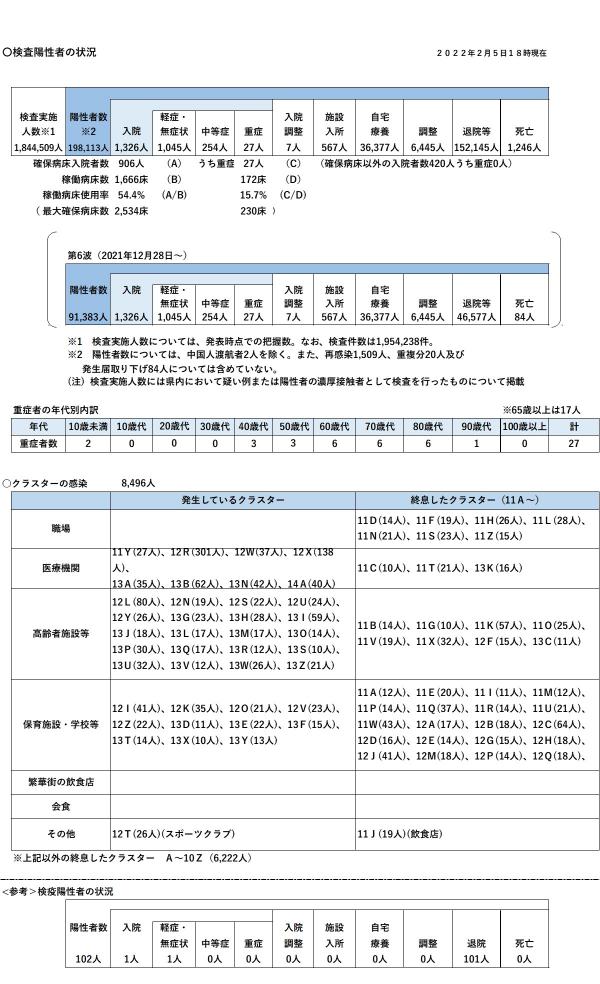 ○検査陽性者の状況
２０２２年２月５日１８時現在
検査実施 陽性者数 軽症・ 入院 施設 自宅
人数※1 ※2 入院 無症状 中等症 重症 調整 入所 療養 調整 退院等 死亡
1,844,509人 198,113人 1,326人 1,045人 254人 27人 7人 567人 36,377人 6,445人 152,145人 1,246人
確保病床入院者数 906人 (A) うち重症 27人 (C) （確保病床以外の入院者数420人うち重症0人）
稼働病床数 1,666床 (B) 172床 (D)
稼働病床使用率 54.4% (A/B) 15.7% (C/D)
（最大確保病床数 2,534床 230床 ）
第6波（2021年12月28日～）
陽性者数 軽症・ 入院 施設 自宅
入院 無症状 中等症 重症 調整 入所 療養 調整 退院等 死亡
91,383人 1,326人 1,045人 254人 27人 7人 567人 36,377人 6,445人 46,577人 84人
※1 検査実施人数については、発表時点での把握数。なお、検査件数は1,954,238件。
※2 陽性者数については、中国人渡航者2人を除く。また、再感染1,509人、重複分20人及び
発生届取り下げ84人については含めていない。
(注) 検査実施人数には県内において疑い例または陽性者の濃厚接触者として検査を行ったものについて掲載
重症者の年代別内訳 ※65歳以上は17人
年代 10歳未満 10歳代 20歳代 30歳代 40歳代 50歳代 60歳代 70歳代 80歳代 90歳代 100歳以上 計
重症者数 2 0 0 0 3 3 6 6 6 1 0 27
○クラスターの感染 8,496人
発生しているクラスター 終息したクラスター（11Ａ～）
職場
11Ｄ(14人)、11Ｆ(19人)、11Ｈ(26人)、11Ｌ(28人)、
11Ｎ(21人)、11Ｓ(23人)、11Ｚ(15人)
医療機関
11Ｙ(27人)、12Ｒ(301人)、12Ｗ(37人)、12Ｘ(138
人)、
13Ａ(35人)、13Ｂ(62人)、13Ｎ(42人)、14Ａ(40人)
11Ｃ(10人)、11Ｔ(21人)、13Ｋ(16人)
高齢者施設等
12Ｌ(80人)、12Ｎ(19人)、12Ｓ(22人)、12Ｕ(24人)、
12Ｙ(26人)、13Ｇ(23人)、13Ｈ(28人)、13Ｉ(59人)、
13Ｊ(18人)、13Ｌ(17人)、13Ｍ(17人)、13Ｏ(14人)、
13Ｐ(30人)、13Ｑ(17人)、13Ｒ(12人)、13Ｓ(10人)、
13Ｕ(32人)、13Ｖ(12人)、13Ｗ(26人)、13Ｚ(21人)
11Ｂ(14人)、11Ｇ(10人)、11Ｋ(57人)、11Ｏ(25人)、
11Ｖ(19人)、11Ｘ(32人)、12Ｆ(15人)、13Ｃ(11人)
保育施設・学校等
12Ｉ(41人)、12Ｋ(35人)、12Ｏ(21人)、12Ｖ(23人)、
12Ｚ(22人)、13Ｄ(11人)、13Ｅ(22人)、13Ｆ(15人)、
13Ｔ(14人)、13Ｘ(10人)、13Ｙ(13人)
11Ａ(12人)、11Ｅ(20人)、11Ｉ(11人)、11Ｍ(12人)、
11Ｐ(14人)、11Ｑ(37人)、11Ｒ(14人)、11Ｕ(21人)、
11Ｗ(43人)、12Ａ(17人)、12Ｂ(18人)、12Ｃ(64人)、
12Ｄ(16人)、12Ｅ(14人)、12Ｇ(15人)、12Ｈ(18人)、
12Ｊ(41人)、12Ｍ(18人)、12Ｐ(14人)、12Ｑ(18人)、
繁華街の飲食店
会食
その他 12Ｔ(26人)(スポーツクラブ) 11Ｊ(19人)(飲食店)
※上記以外の終息したクラスター Ａ～10Ｚ（6,222人）
<参考＞検疫陽性者の状況
陽性者数 入院 軽症・ 入院 施設 自宅
無症状 中等症 重症 調整 入所 療養 調整 退院 死亡
102人 1人 1人 0人 0人 0人 0人 0人 0人 101人 0人